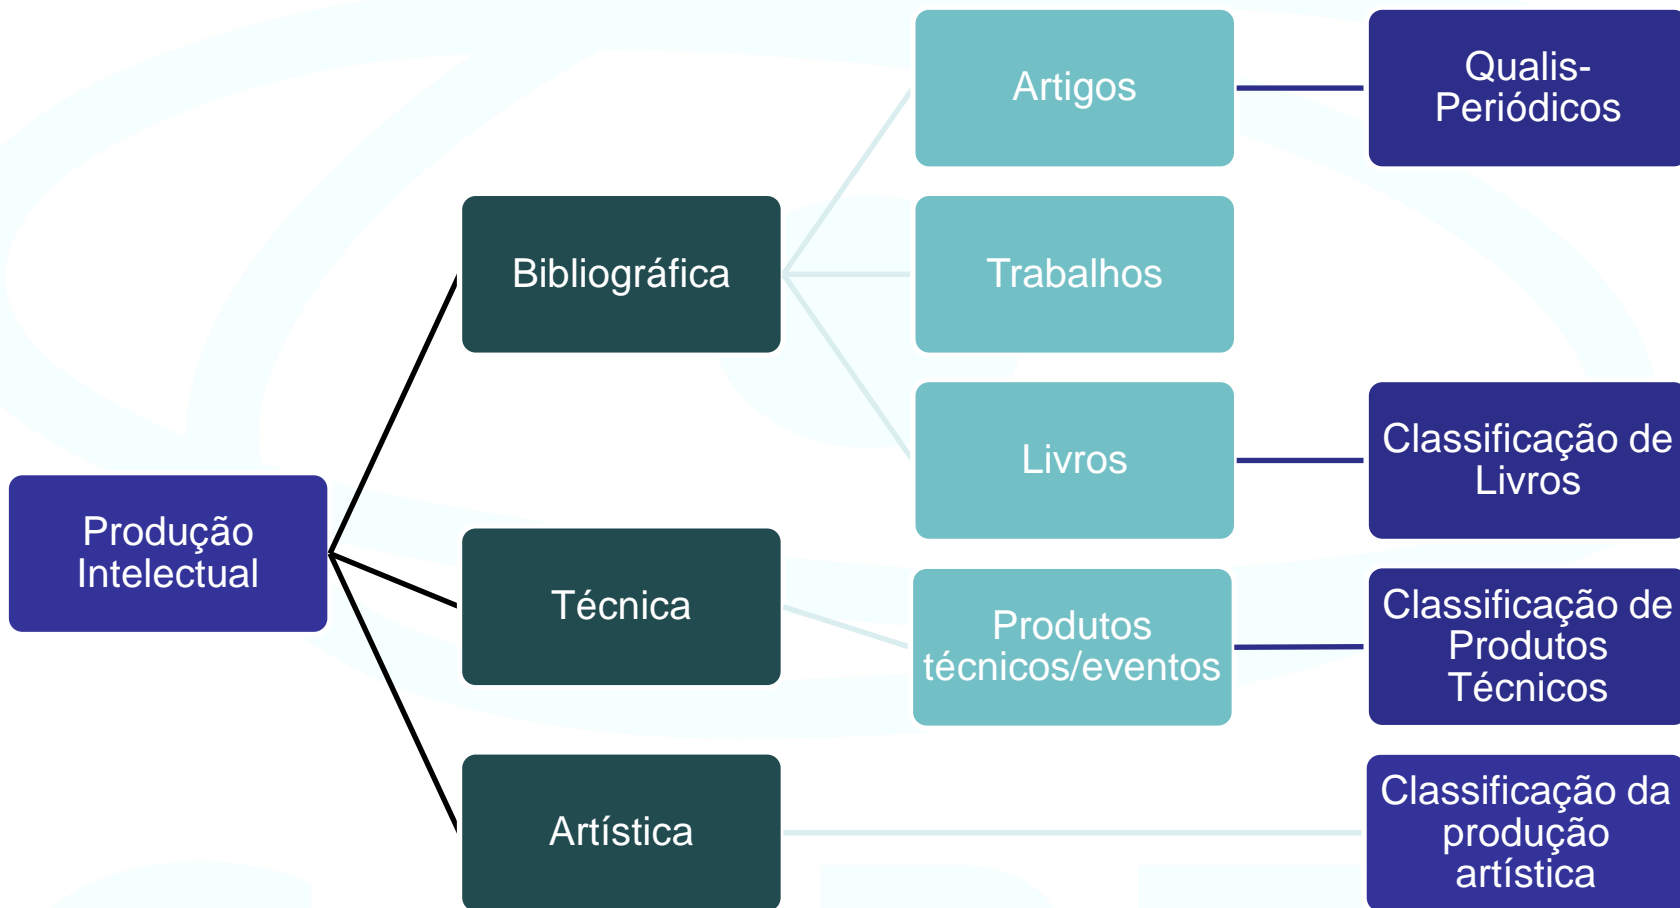 Artigos
Qualis-
Periódicos
Bibliográfica
Trabalhos
Livros
Classificação de
Livros
Produção
Intelectual
Técnica
Produtos
técnicos/eventos
Classificação de
Produtos
Técnicos
Artística
Classificação da
produção
artística